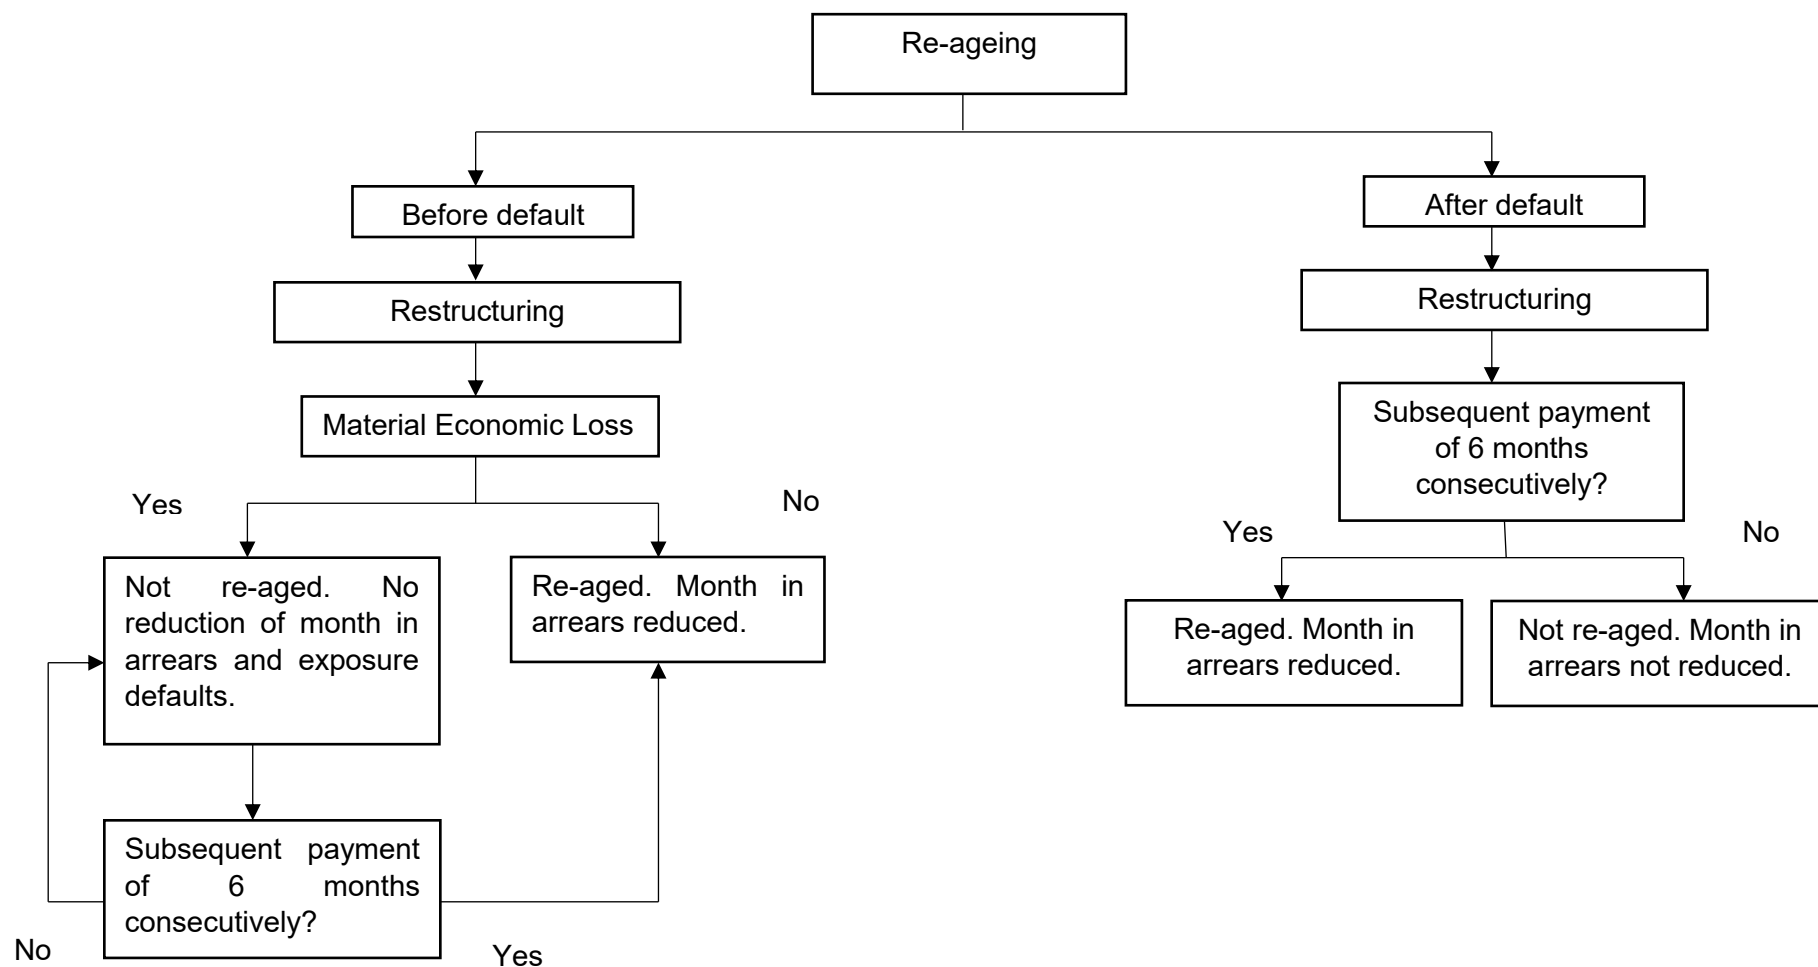 Re-ageing
Before default
After default
Restructuring
Restructuring
Material Economic Loss
Subsequent payment
of 6 months
consecutively?
Yes
No
Yes
No
Not re-aged. No
reduction of month in
arrears and exposure
defaults.
Re-aged. Month in
arrears reduced.
Re-aged. Month in
arrears reduced.
Not re-aged. Month in
arrears not reduced.
Subsequent payment
of 6 months
consecutively?
No
Yes